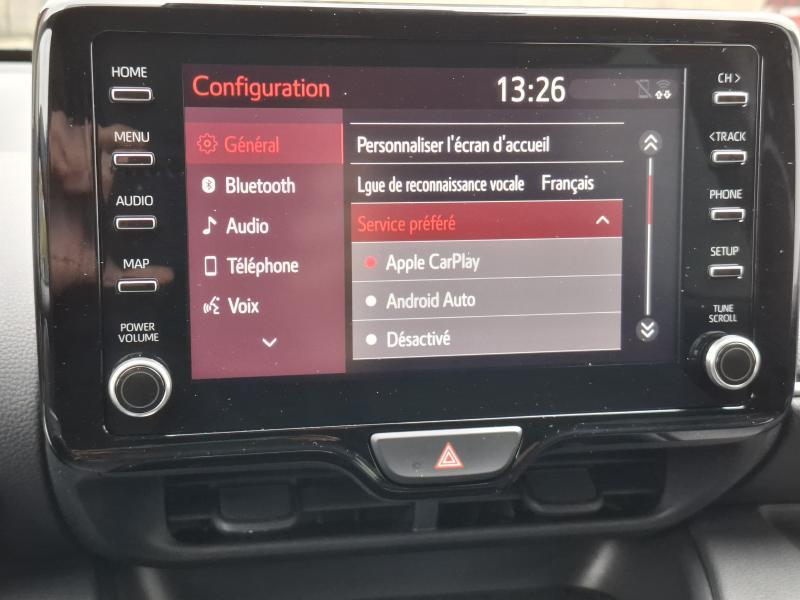 HOME
MENU
AUDIO
MAP
POWER
VOLUME
Configuration
13:26
Général
Bluetooth
Audio
Téléphone
Voix
Personnaliser l'écran d'accueil
Lgue de reconnaissance vocale Français
Service préféré
Apple CarPlay
Android Auto
Désactivé
CH >
< TRACK
PHONE
SETUP
TUNE
SCROLL